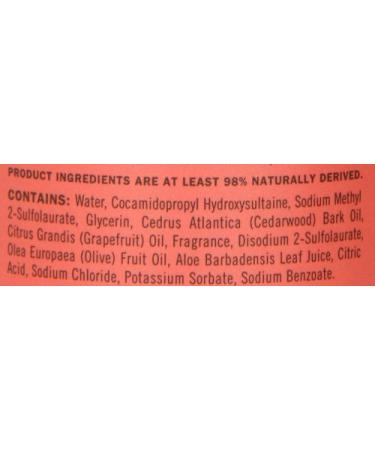 PRODUCT INGREDIENTS ARE AT LEAST 98% NATURALLY DERIVED.
CONTAINS: Water, Cocamidopropyl Hydroxysultaine, Sodium Methyl
2-Sulfolaurate, Glycerin, Cedrus Atlantica (Cedarwood) Bark Oil,
Citrus Grandis (Grapefruit) Oil, Fragrance, Disodium 2-Sulfolaurate,
Olea Europaea (Olive) Fruit Oil, Aloe Barbadensis Leaf Juice, Citric
Acid, Sodium Chloride, Potassium Sorbate, Sodium Benzoate.